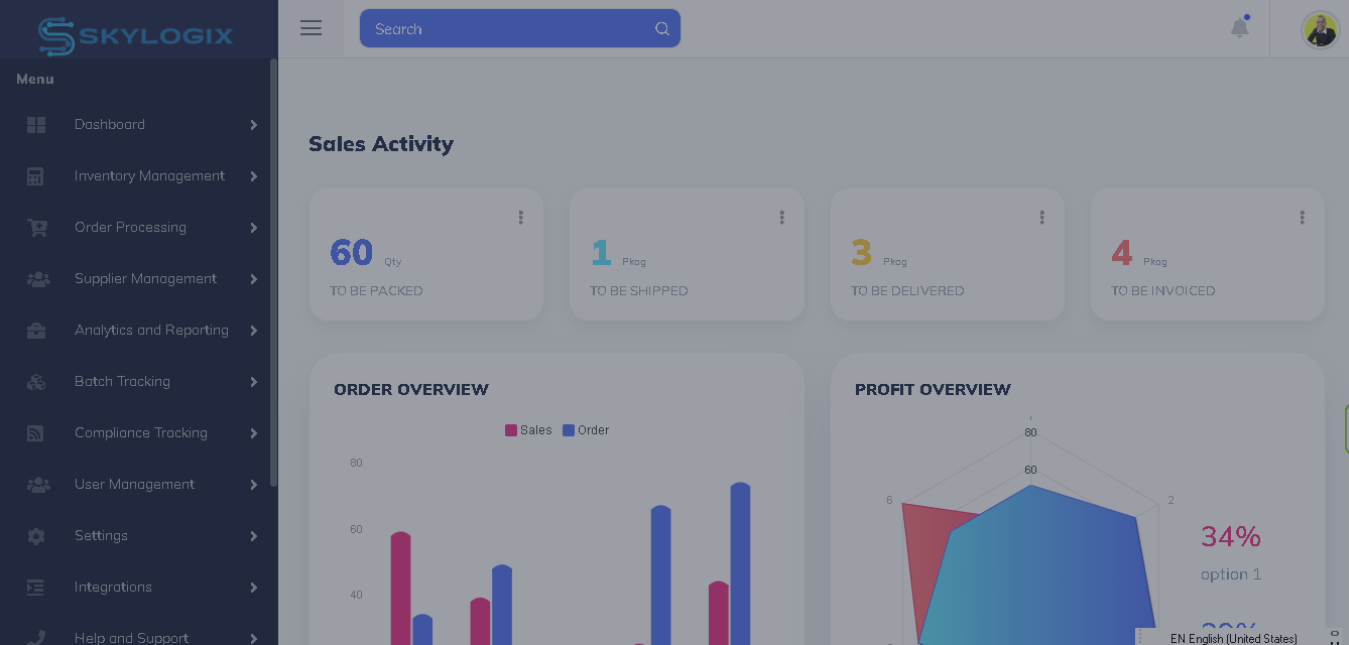 SKYLOGIX
Search
Menu
Dashboard
Inventory Management
Order Processing
Supplier Management
Analytics and Reporting
Batch Tracking
Compliance Tracking
User Management
Settings
Integrations
Help and Support
Sales Activity
60 Qty
TO BE PACKED
1 Pkag
TO BE SHIPPED
3 Pkag
TO BE DELIVERED
4 Pkag
TO BE INVOICED
ORDER OVERVIEW
Sales Order
80
60
40
PROFIT OVERVIEW
80
60
6
2
34%
option 1
EN English (United States)